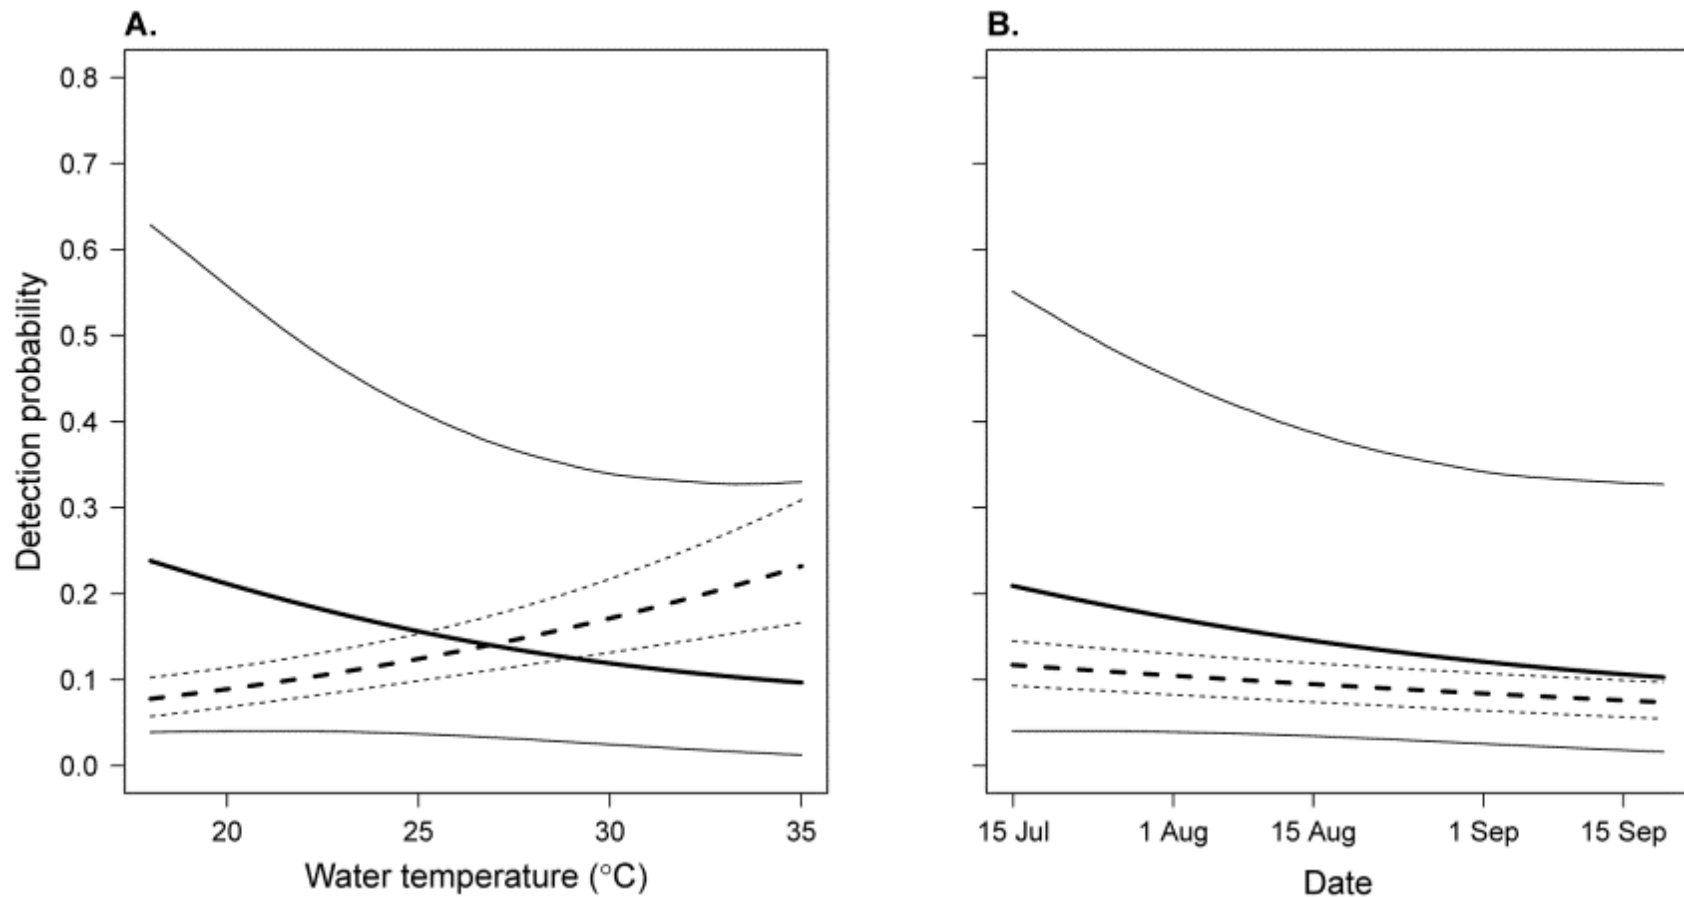 A.
B.
Detection probability
0.8
0.7
0.6
0.5
0.4
0.3
0.2
0.1
0.0
20 25 30 35
Water temperature (°C)
15 Jul 1 Aug 15 Aug 1 Sep 15 Sep
Date